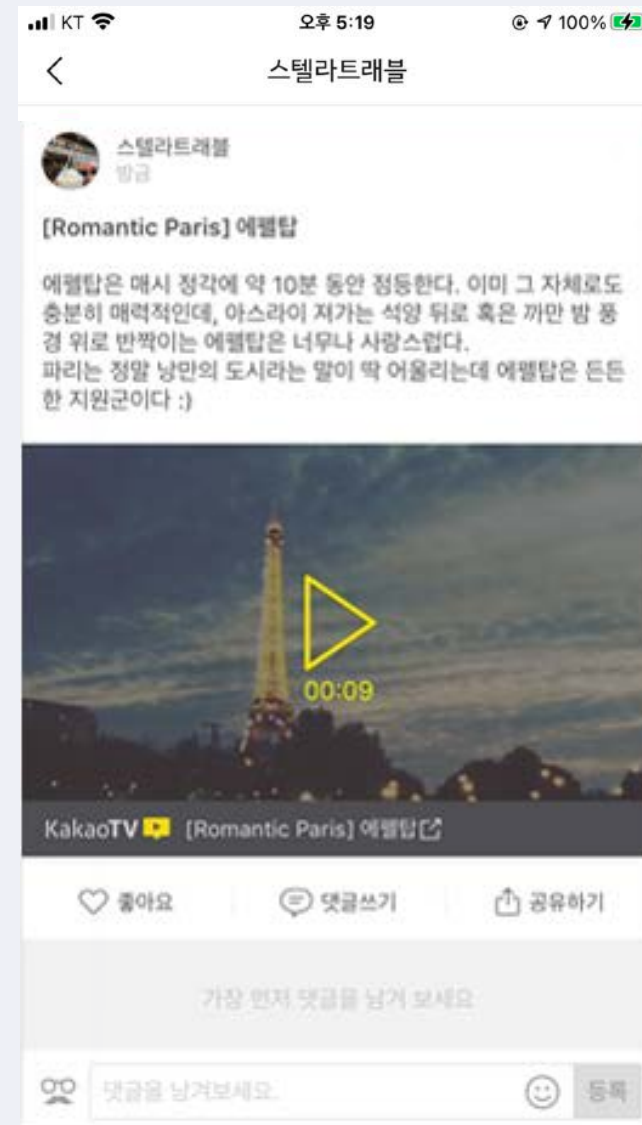 KT 오후 5:19 100%
스텔라트래블
스텔라트래블
방금
[Romantic Paris] 에펠탑
에펠탑은 매시 정각에 약 10분 동안 점등한다. 이미 그 자체로도
충분히 매력적인데, 아스라이 져가는 석양 뒤로 혹은 까만 밤 풍
경 위로 반짝이는 에펠탑은 너무나 사랑스럽다.
파리는 정말 낭만의 도시라는 말이 딱 어울리는데 에펠탑은 든든
한 지원군이다 :)
00:09
KakaoTV [Romantic Paris] 에펠탑
좋아요 댓글쓰기 공유하기
가장 먼저 댓글을 남겨 보세요
댓글을 남겨보세요. 등록